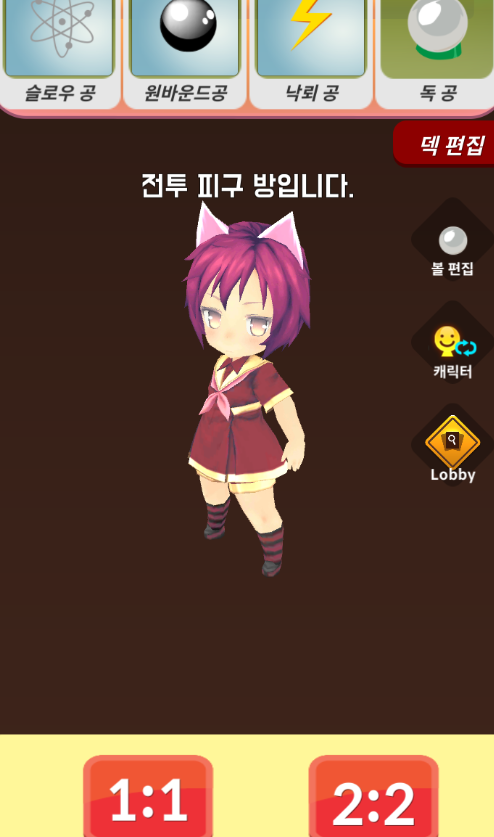 슬로우 공
원바운드공
낙뢰 공
독 공
덱 편집
전투 피구 방입니다.
볼 편집
캐릭터
Lobby
1:1
2:2